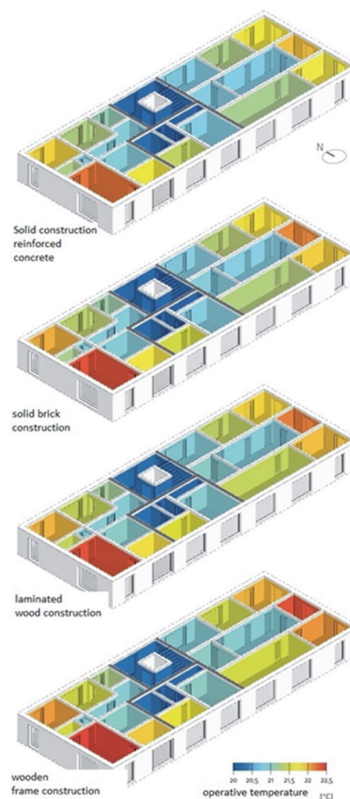 N
Solid construction
reinforced
concrete
solid brick
construction
laminated
wood construction
wooden
frame construction
20 20,5 21 21,5 22 22,5
operative temperature [°C]